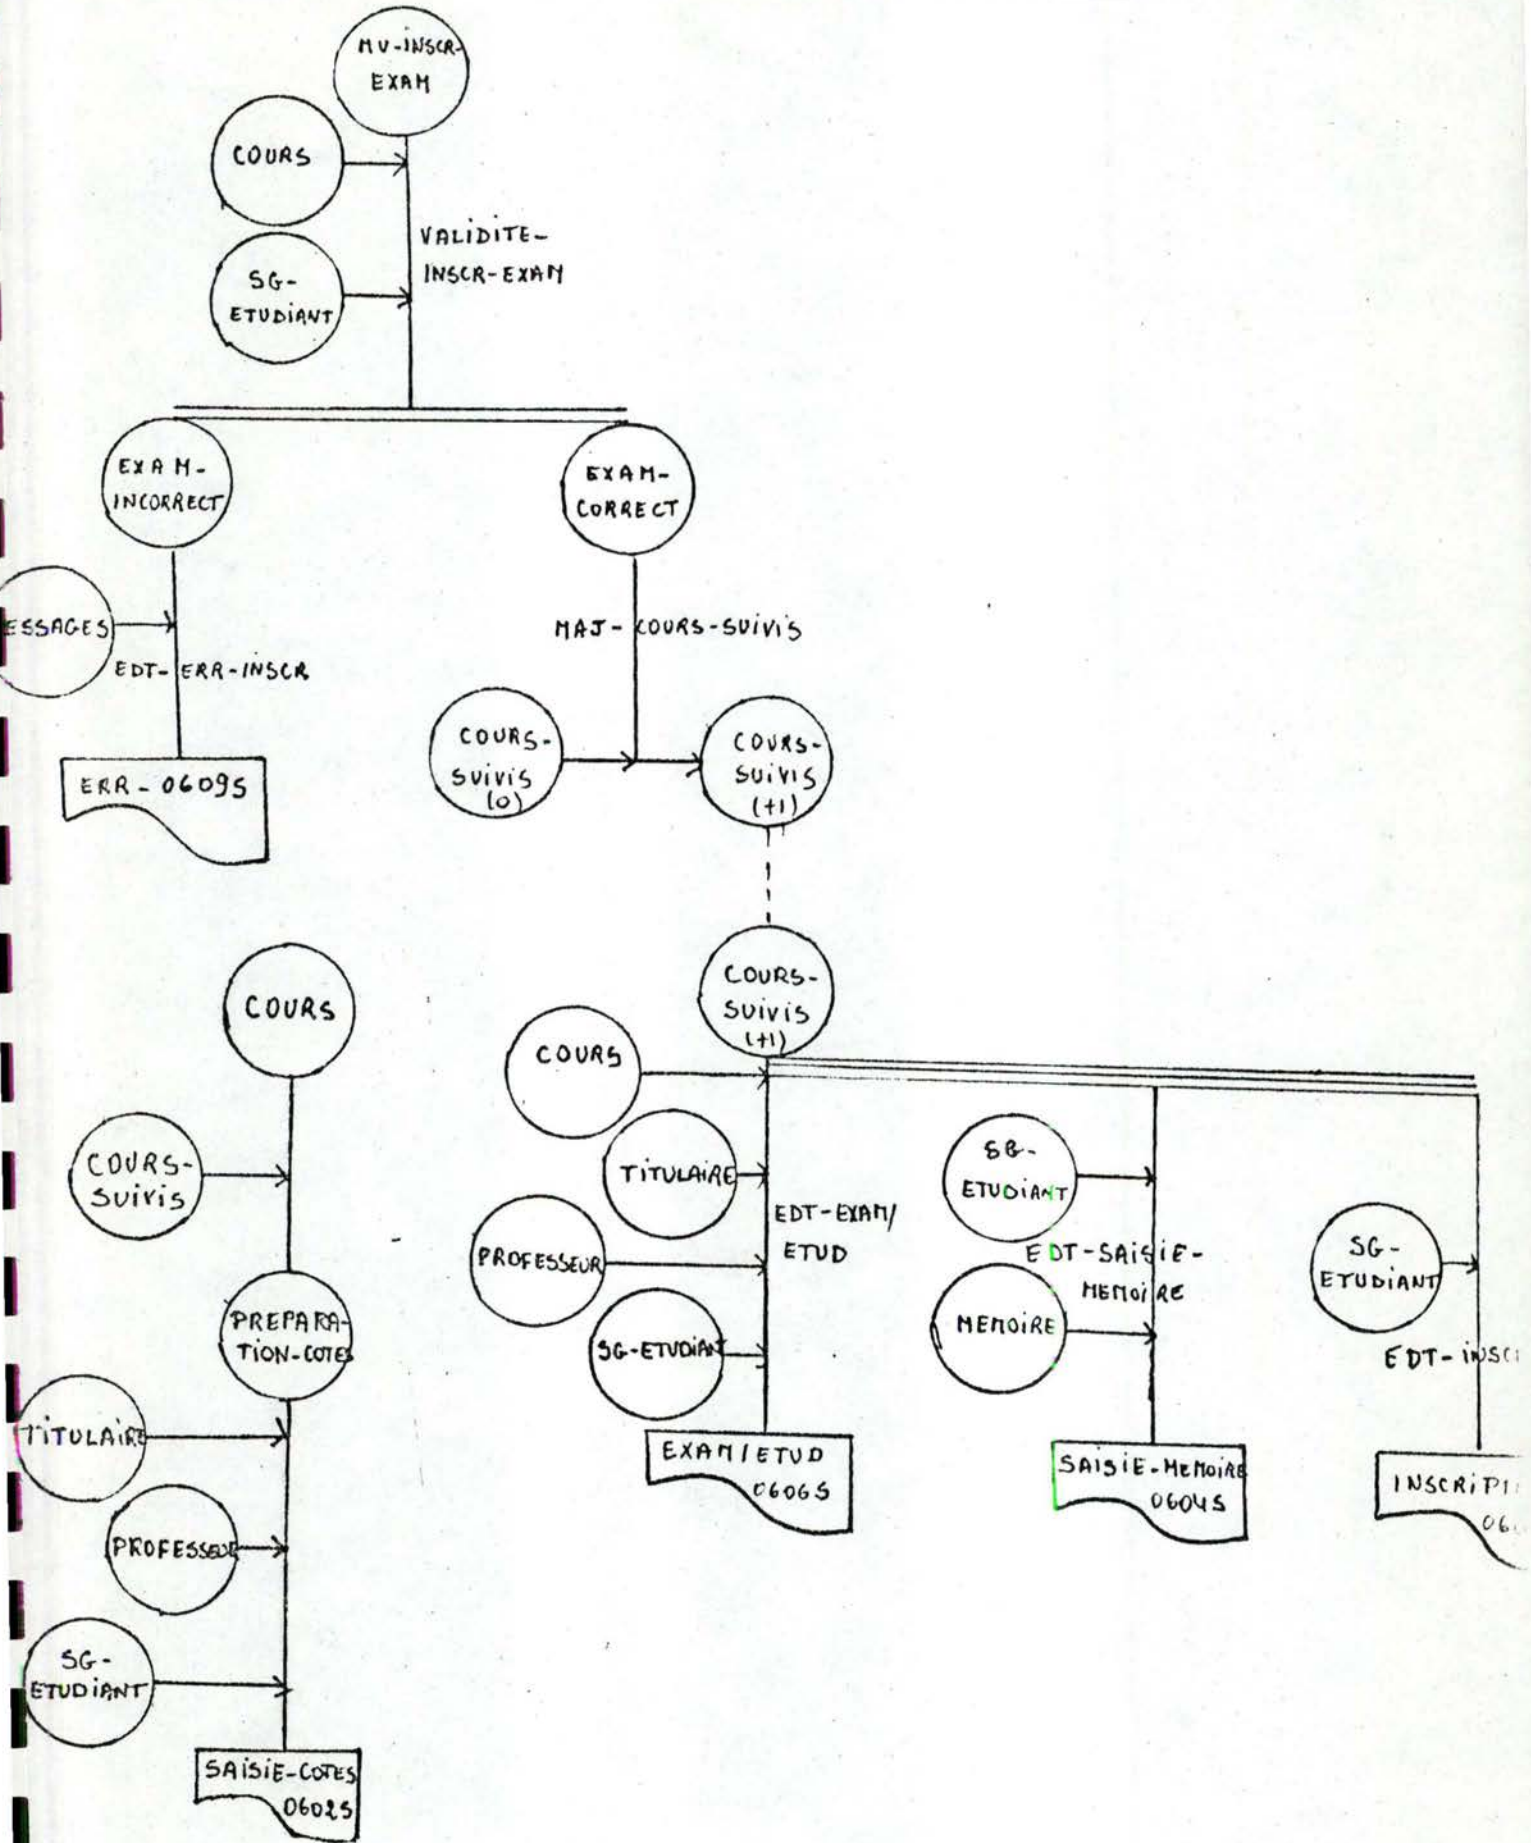 MV-INSCR-
EXAM
COURS
VALIDITE-
INSCR-EXAM
SG-
ETUDIANT
EXAM-
INCORRECT
EXAM-
CORRECT
ESSAGES
EDT-ERR-INSCR
MAJ-COURS-SUIVIS
COURS-
SUIVIS
(0)
COURS-
SUIVIS
(+1)
ERR-0609S
COURS
COURS-
SUIVIS
(+1)
COURS
COURS-
SUIVIS
TITULAIRE
PROFESSEUR
EDT-EXAM/
ETUD
SG-ETUDIANT
SG-
ETUDIANT
EDT-SAISIE-
MEMOIRE
MEMOIRE
SG-
ETUDIANT
EDT-INSC
PREPARA-
TION-COTES
TITULAIRE
PROFESSEUR
SG-
ETUDIANT
EXAM/ETUD
0606S
SAISIE-MEMOIRE
0604S
INSCRIPTI
06
SAISIE-COTES
0602S